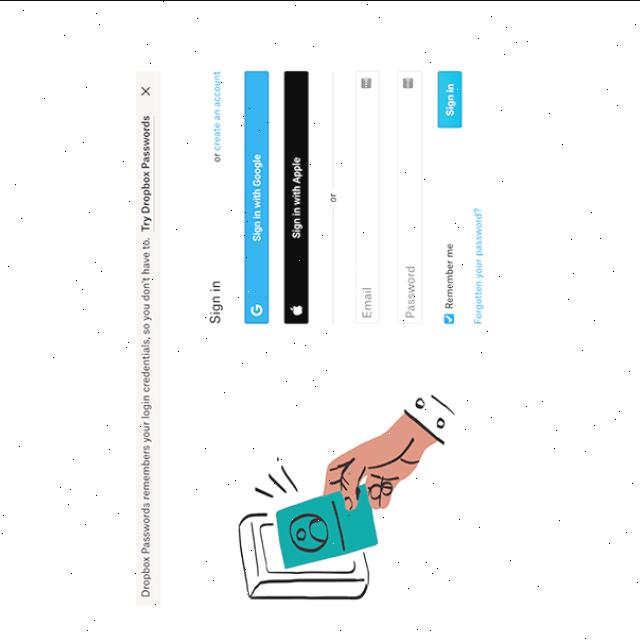 Dropbox Passwords remembers your login credentials, so you don't have to. Try Dropbox Passwords
Sign in or create an account
Sign in with Google
Sign in with Apple
or
Email
Password
Remember me Sign in
Forgotten your password?